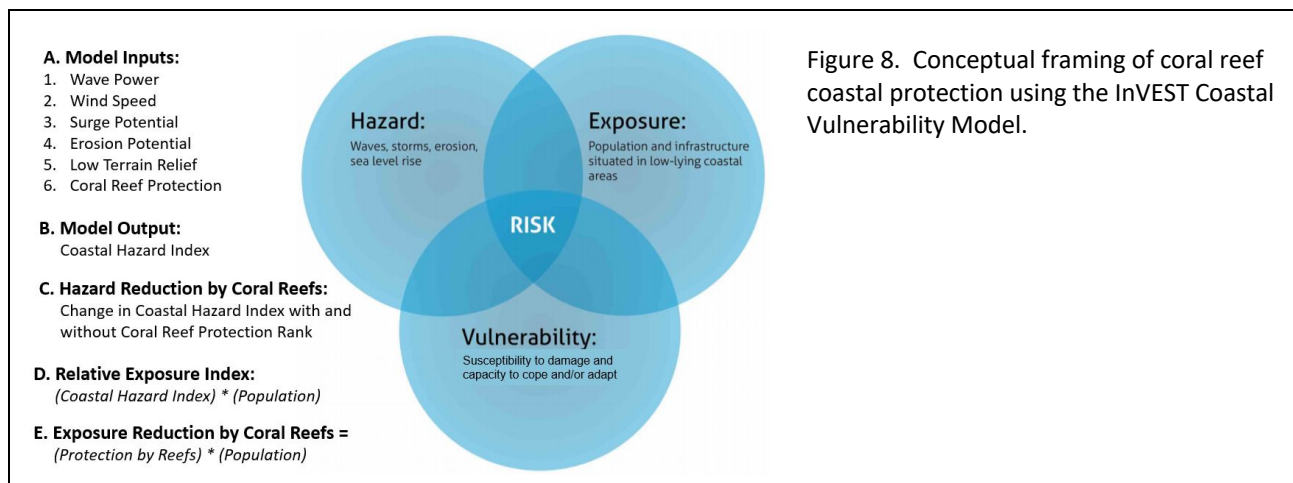 A. Model Inputs:
1. Wave Power
2. Wind Speed
3. Surge Potential
4. Erosion Potential
5. Low Terrain Relief
6. Coral Reef Protection
B. Model Output:
Coastal Hazard Index
C. Hazard Reduction by Coral Reefs:
Change in Coastal Hazard Index with and
without Coral Reef Protection Rank
D. Relative Exposure Index:
(Coastal Hazard Index) * (Population)
E. Exposure Reduction by Coral Reefs =
(Protection by Reefs) * (Population)
Hazard:
Waves, storms, erosion,
sea level rise
Exposure:
Population and infrastructure
situated in low-lying coastal
areas
RISK
Vulnerability:
Susceptibility to damage and
capacity to cope and/or adapt
Figure 8. Conceptual framing of coral reef
coastal protection using the InVEST Coastal
Vulnerability Model.